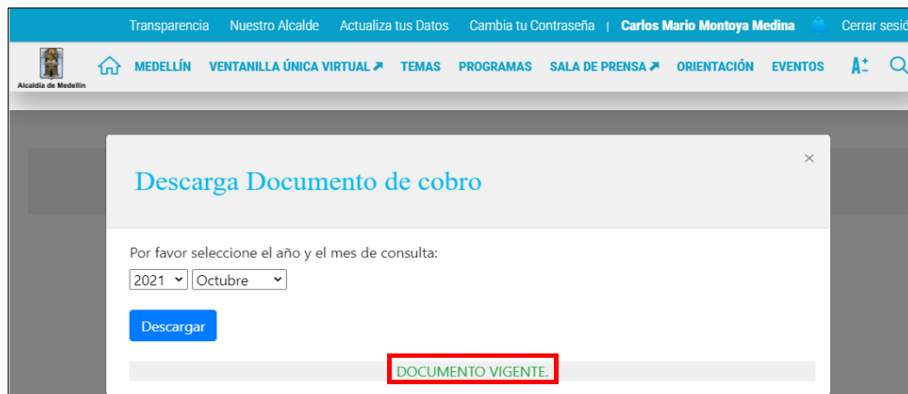 Transparencia Nuestro Alcalde Actualiza tus Datos Cambia tu Contraseña | Carlos Mario Montoya Medina Cerrar sesió
Alcaldía de Medellín
MEDELLÍN VENTANILLA ÚNICA VIRTUAL TEMAS PROGRAMAS SALA DE PRENSA ORIENTACIÓN EVENTOS A
Descarga Documento de cobro ×
Por favor seleccione el año y el mes de consulta:
2021 Octubre
Descargar
DOCUMENTO VIGENTE.